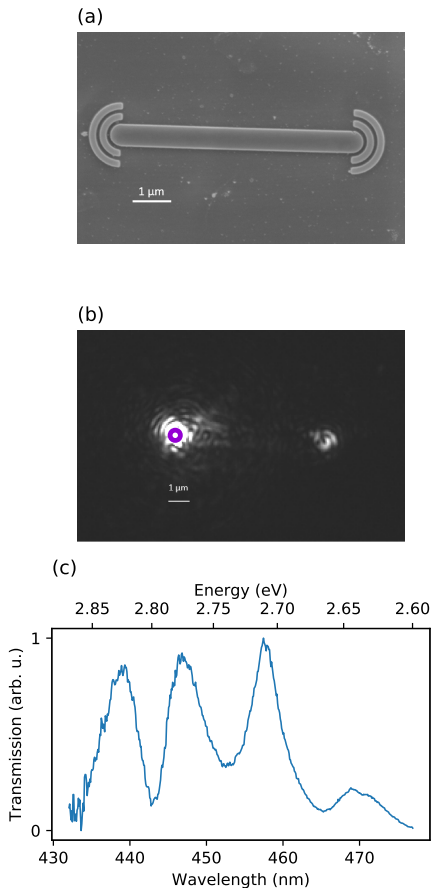 (a)
1 μm
(b)
1 μm
(c)
Energy (eV)
2.85 2.80 2.75 2.70 2.65 2.60
Transmission (arb. u.)
1
0
430 440 450 460 470
Wavelength (nm)